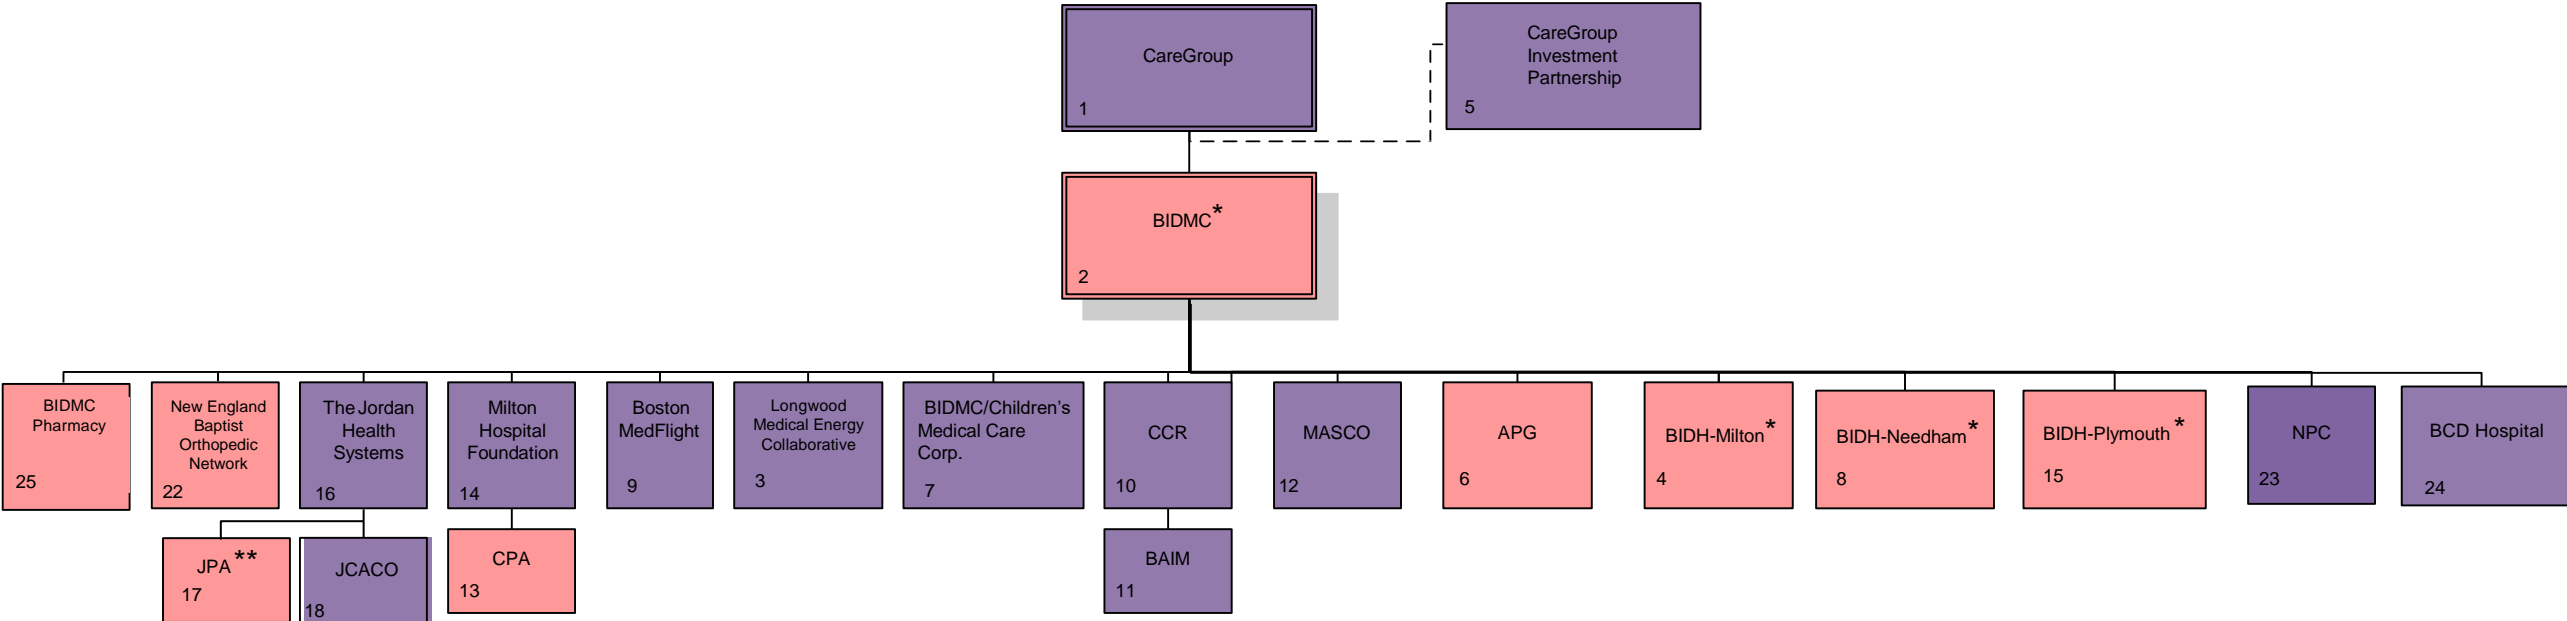 CareGroup
1
CareGroup
Investment
Partnership
5
BIDMC*
2
BIDMC
Pharmacy
25
New England
Baptist
Orthopedic
Network
22
The Jordan
Health
Systems
16
Milton
Hospital
Foundation
14
Boston
MedFlight
9
Longwood
Medical Energy
Collaborative
3
BIDMC/Children's
Medical Care
Corp.
7
CCR
10
MASCO
12
APG
6
BIDH-Milton*
4
BIDH-Needham*
8
BIDH-Plymouth*
15
NPC
23
BCD Hospital
24
JPA**
17
JCACO
18
CPA
13
BAIM
11